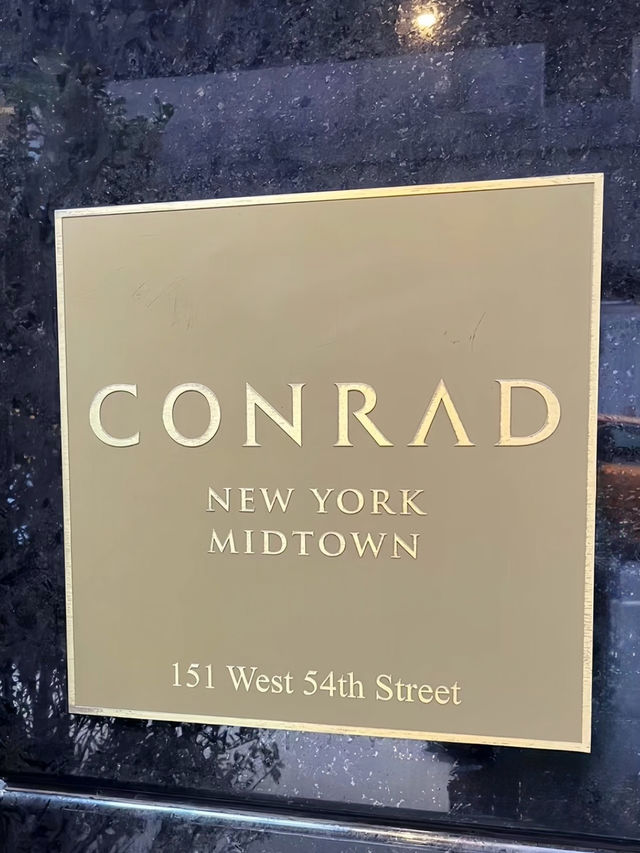 CONRAD
NEW YORK
MIDTOWN
151 West 54th Street